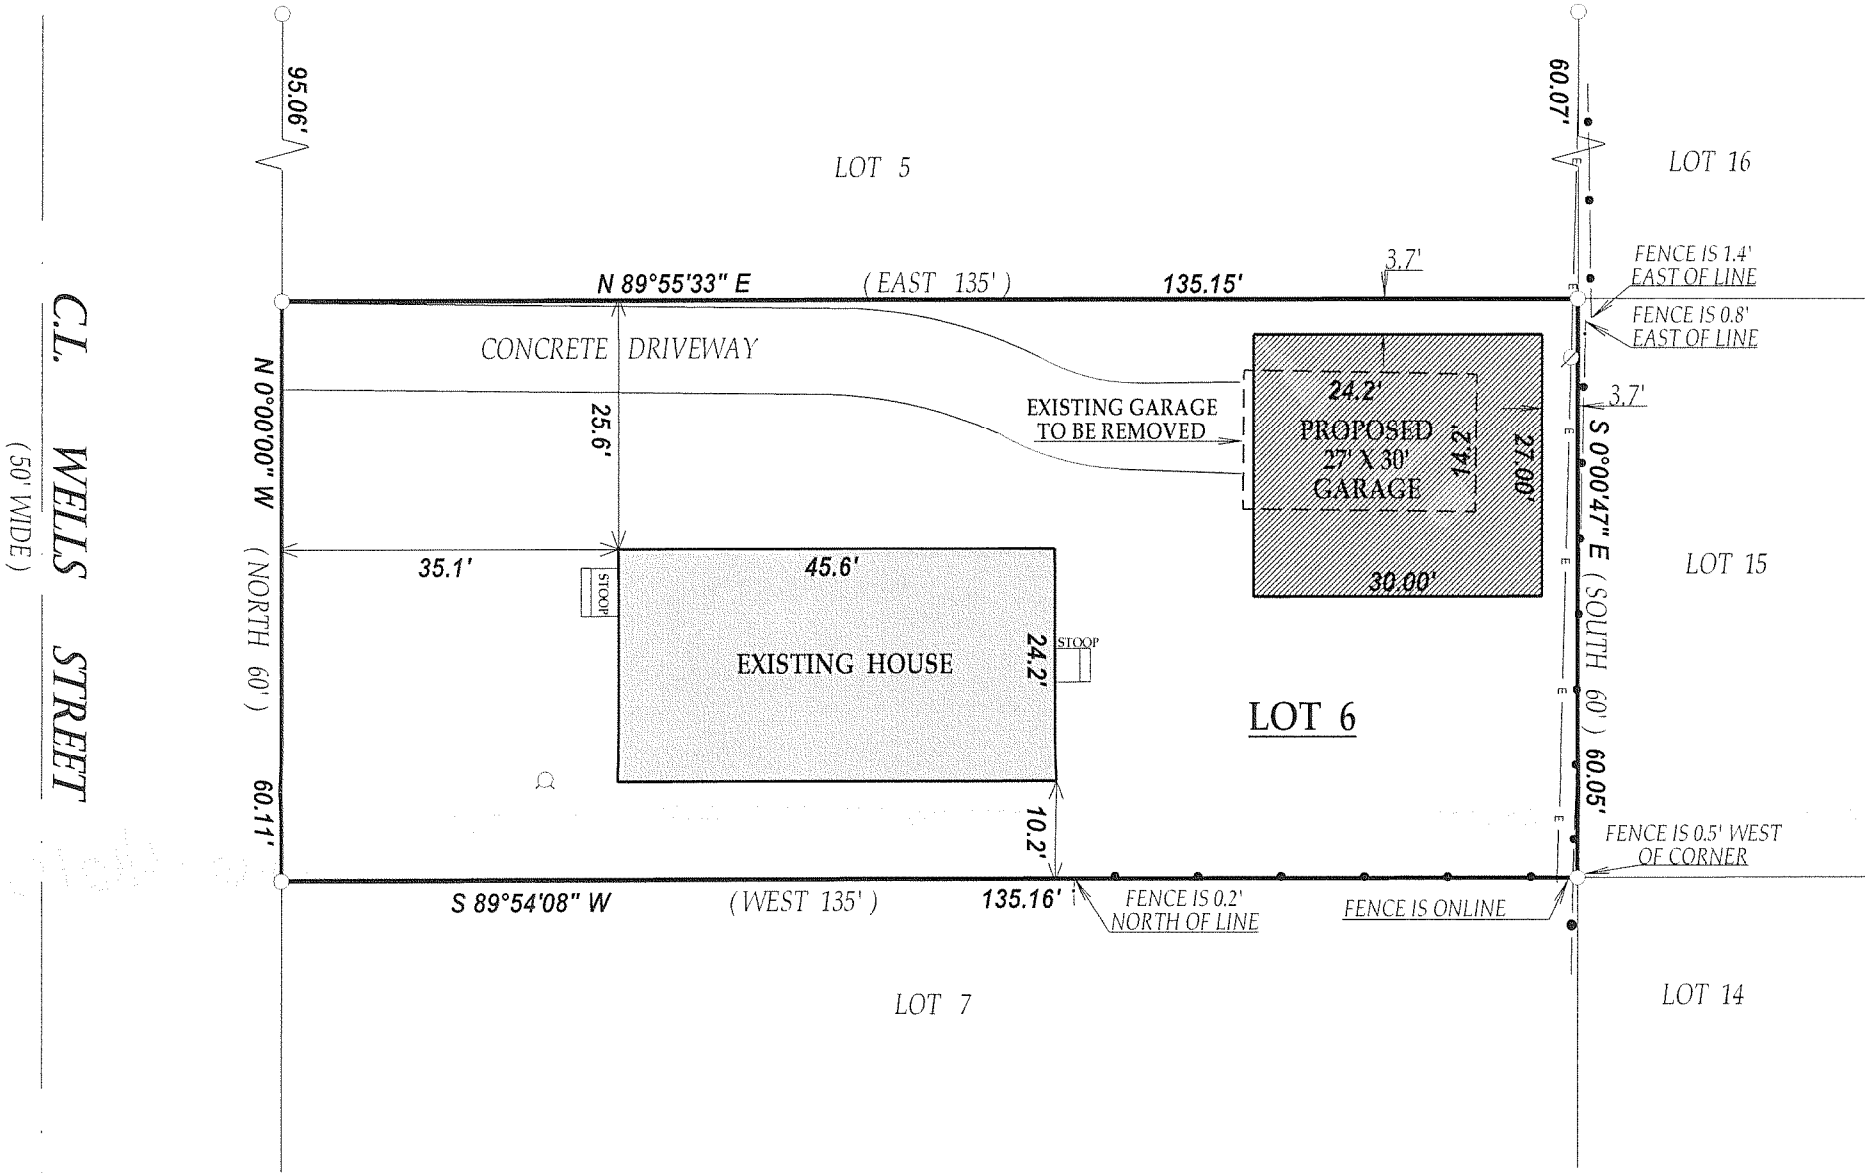 95.06'
60.07'
LOT 5
LOT 16
C.L. WELLS STREET
(50' WIDE)
N 89°55'33" E
(EAST 135')
135.15'
3.7'
FENCE IS 1.4'
EAST OF LINE
FENCE IS 0.8'
EAST OF LINE
CONCRETE DRIVEWAY
N 0°00'00" W
(NORTH 60')
60.11'
25.6'
35.1'
EXISTING GARAGE
TO BE REMOVED
24.2'
PROPOSED
27' X 30'
GARAGE
14.2'
27.00'
30.00'
3.7'
S 0°00'47" E
(SOUTH 60')
60.05'
LOT 15
STOOP
45.6'
EXISTING HOUSE
24.2'
STOOP
LOT 6
10.2'
E
E
E
E
E
E
FENCE IS 0.5' WEST
OF CORNER
S 89°54'08" W
(WEST 135')
135.16'
FENCE IS 0.2'
NORTH OF LINE
FENCE IS ONLINE
LOT 7
LOT 14